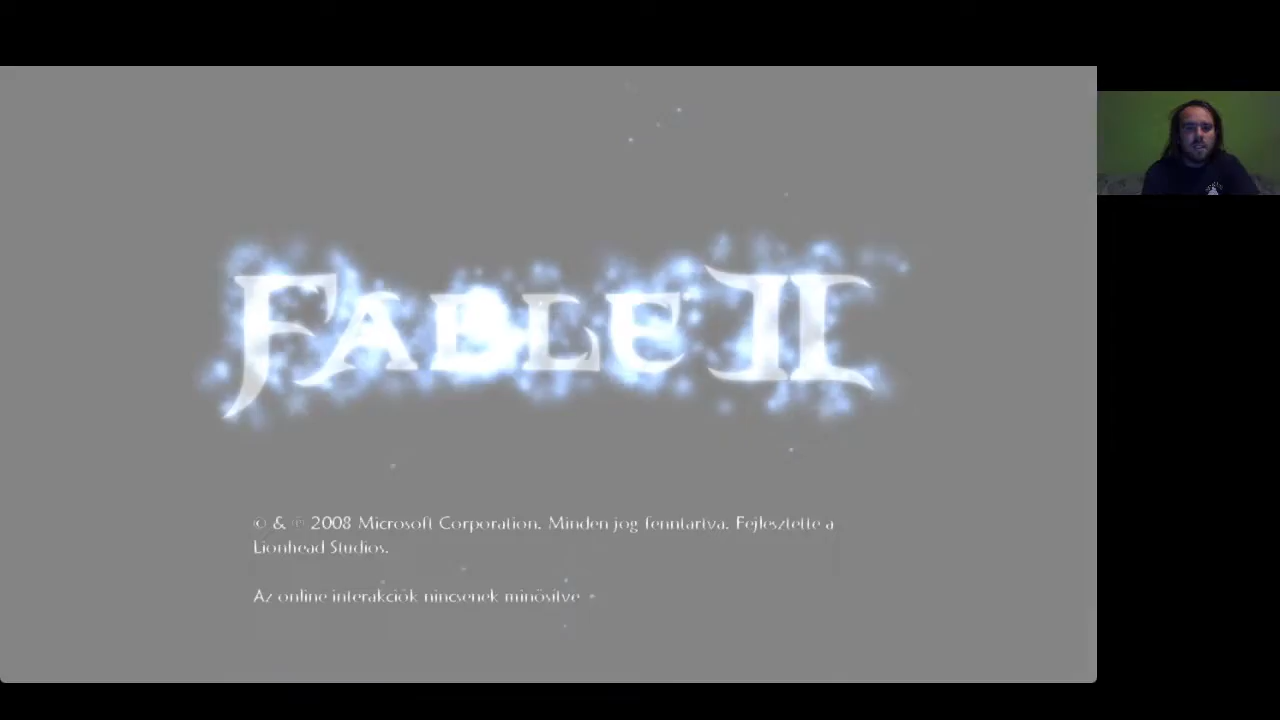 FABLE II
© & ℗ 2008 Microsoft Corporation. Minden jog fenntartva. Fejlesztette a
Lionhead Studios.
Az online interakciók nincsenek minősítve